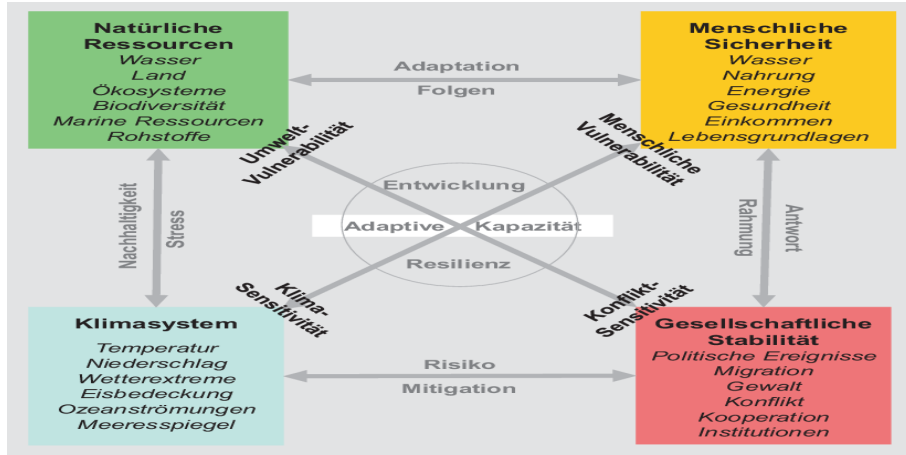 Natürliche
Ressourcen
Wasser
Land
Ökosysteme
Biodiversität
Marine Ressourcen
Rohstoffe
Adaptation
Folgen
Menschliche
Sicherheit
Wasser
Nahrung
Energie
Gesundheit
Einkommen
Lebensgrundlagen
Umwelt-
Vulnerabilität
Menschliche
Vulnerabilität
Nachhaltigkeit
Stress
Entwicklung
Adaptive Kapazität
Resilienz
Rahmung
Antwort
Klima-
Sensitivität
Konflikt-
Sensitivität
Klimasystem
Temperatur
Niederschlag
Wetterextreme
Eisbedeckung
Ozeanströmungen
Meeresspiegel
Risiko
Mitigation
Gesellschaftliche
Stabilität
Politische Ereignisse
Migration
Gewalt
Konflikt
Kooperation
Institutionen